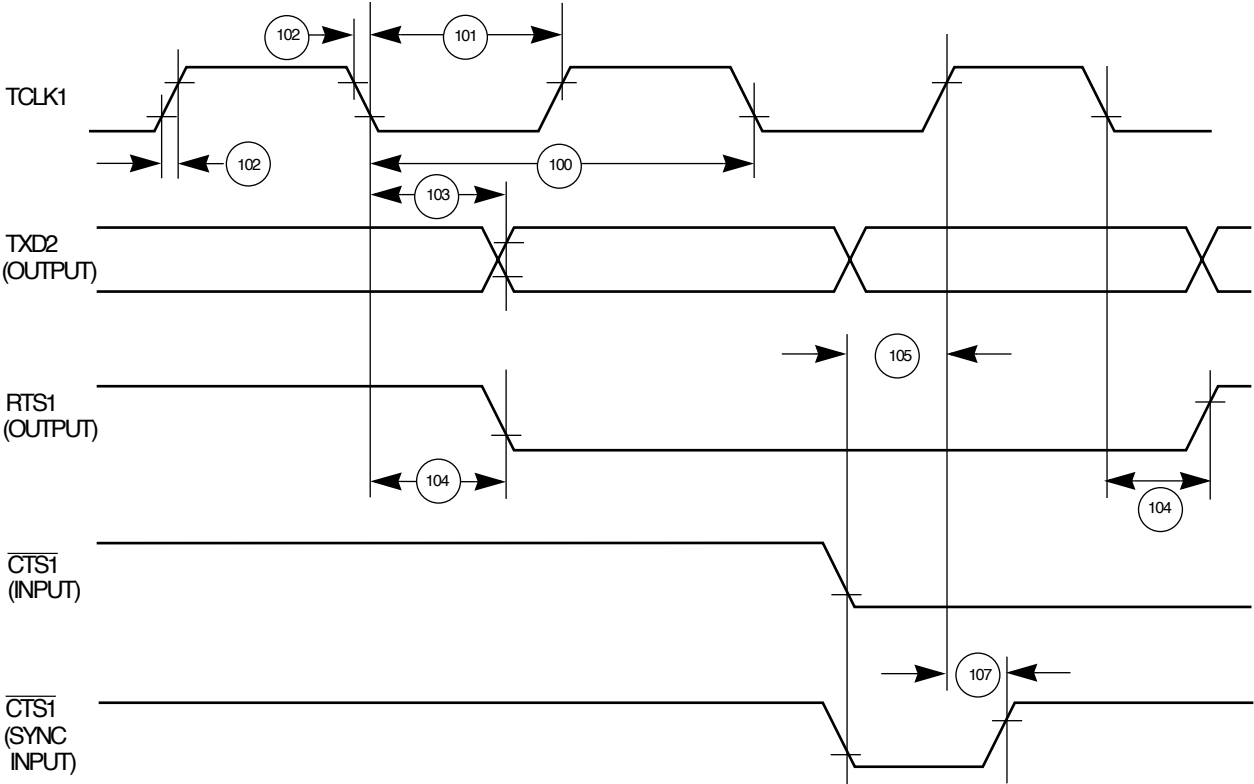 102
101
TCLK1
102
100
103
TXD2
(OUTPUT)
105
RTS1
(OUTPUT)
104
104
CTS1
(INPUT)
107
CTS1
(SYNC
INPUT)